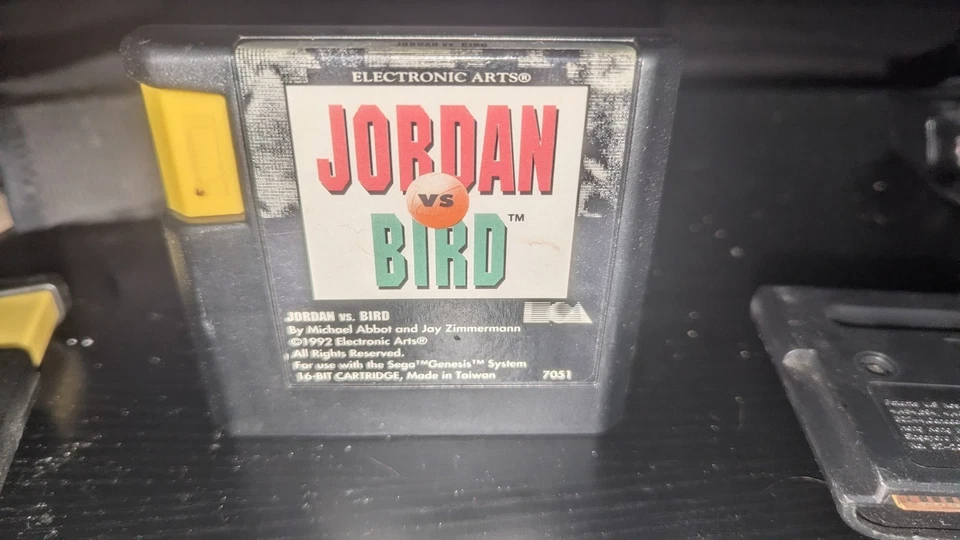 JORDAN vs. BIRD
ELECTRONIC ARTS®
JORDAN
VS
BIRD™
EA
JORDAN vs. BIRD
By Michael Abbot and Jay Zimmermann
©1992 Electronic Arts®
All Rights Reserved.
For use with the Sega™Genesis™ System
16-BIT CARTRIDGE, Made in Taiwan 7051